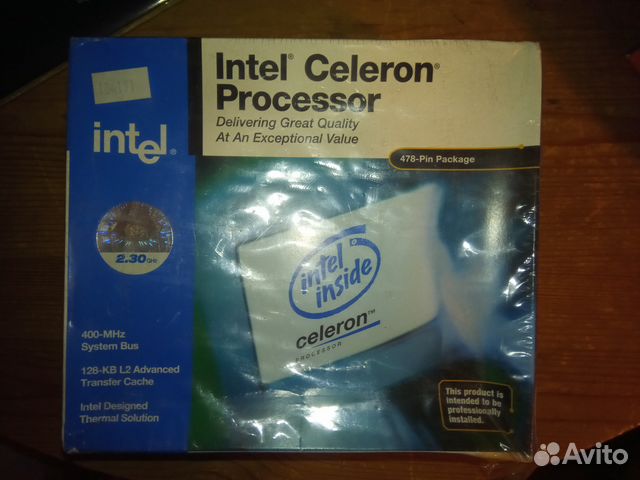 Intel® Celeron®
Processor
Delivering Great Quality
At An Exceptional Value
478-Pin Package
intel®
2.30 GHz
400-MHz
System Bus
128-KB L2 Advanced
Transfer Cache
Intel Designed
Thermal Solution
intel®
inside
celeron™
PROCESSOR
This product is
intended to be
professionally
installed.
Avito